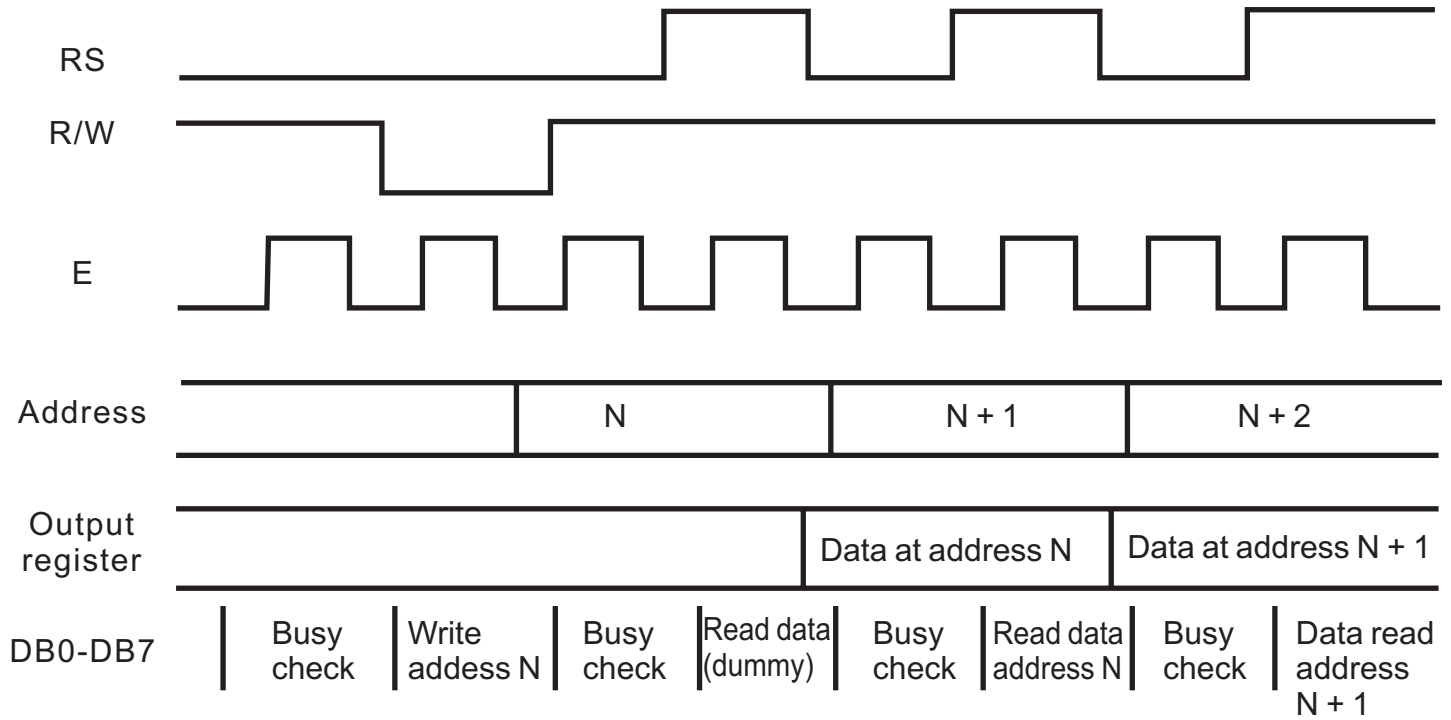 RS
R/W
E
Address
N
N + 1
N + 2
Output
register
Data at address N
Data at address N + 1
DB0-DB7
Busy
check
Write
addess N
Busy
check
Read data
(dummy)
Busy
check
Read data
address N
Busy
check
Data read
address
N + 1